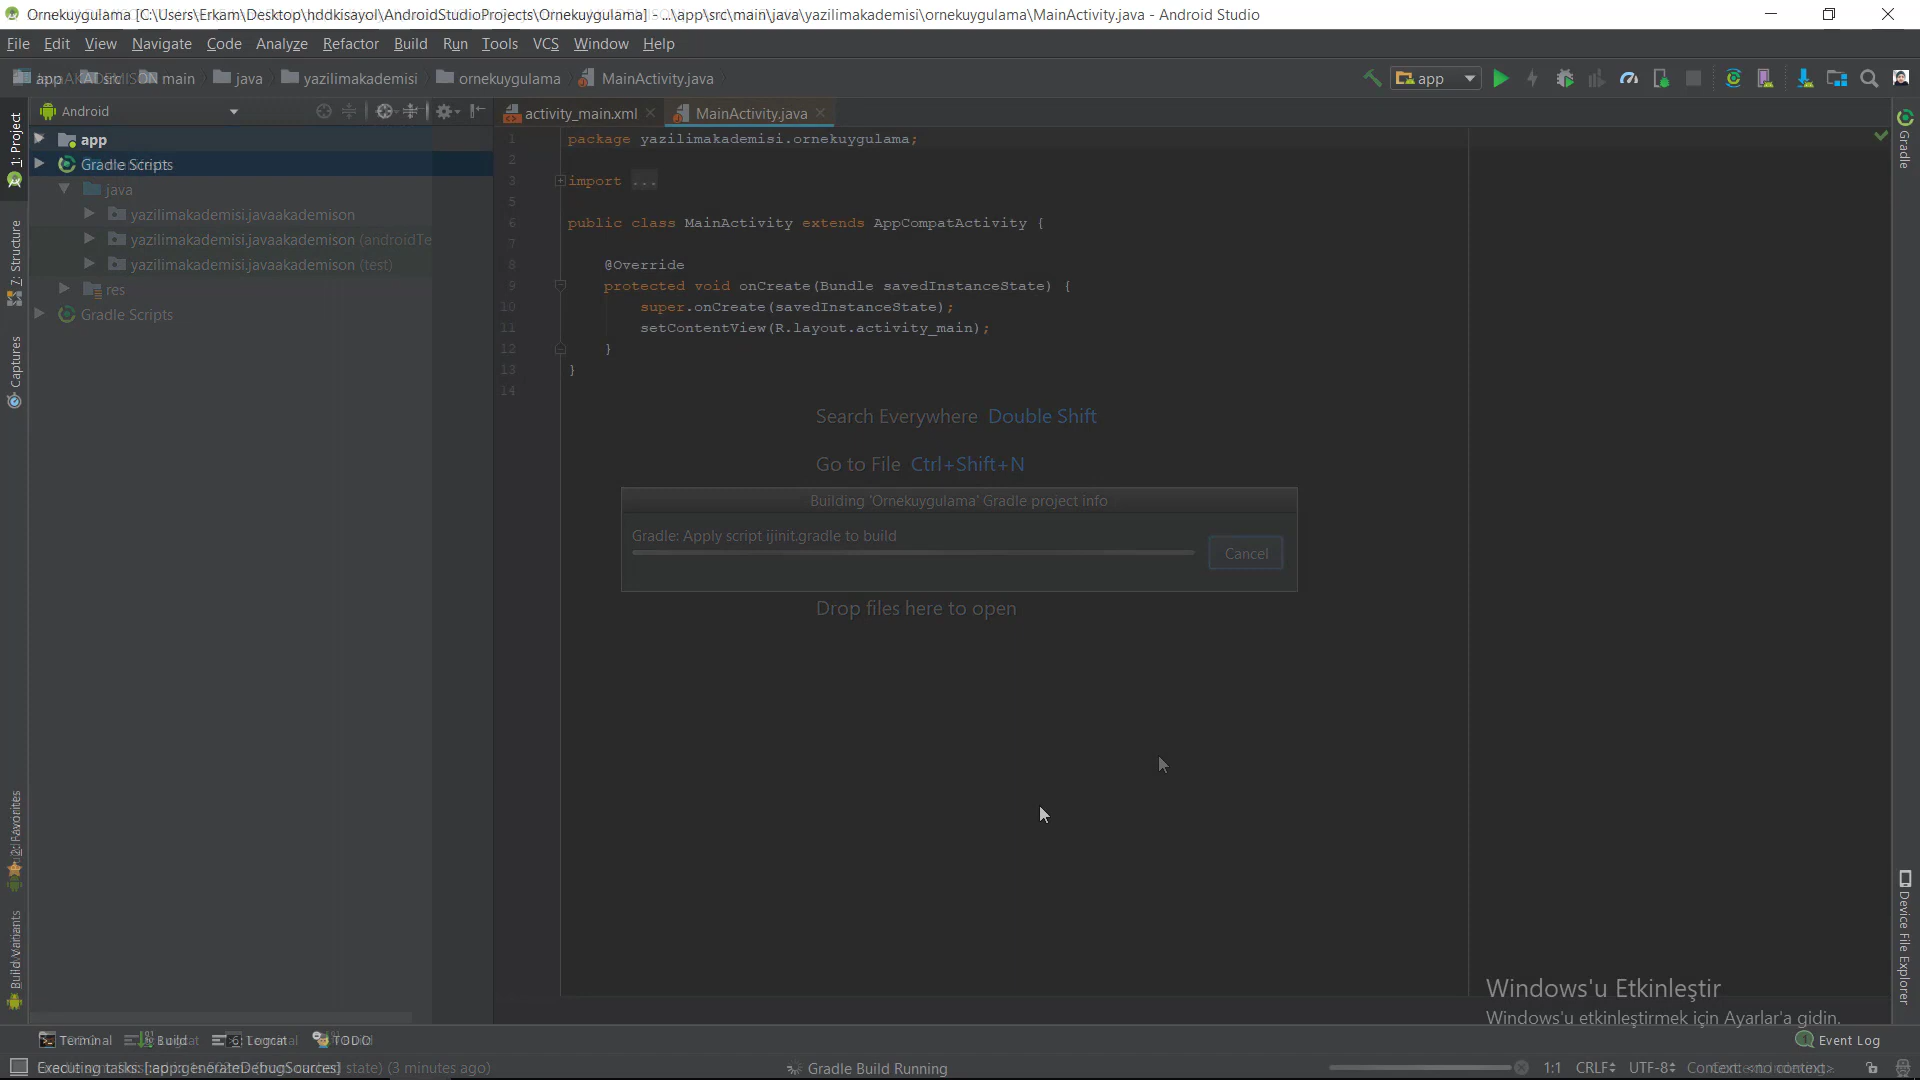 Ornekuygulama [C:\Users\Erkam\Desktop\hddkisayol\AndroidStudioProjects\Ornekuygulama] - ...\app\src\main\java\yazilimakademisi\ornekuygulama\MainActivity.java - Android Studio
File Edit View Navigate Code Analyze Refactor Build Run Tools VCS Window Help
app src main java yazilimakademisi ornekuygulama MainActivity.java app
1: Project
Android
activity_main.xml MainActivity.java
Gradle
app
Gradle Scripts
java
yazilimakademisi.javaakademison
yazilimakademisi.javaakademison (androidTe
yazilimakademisi.javaakademison (test)
res
Gradle Scripts
7: Structure
Captures
2: Favorites
Build Variants
1 package yazilimakademisi.ornekuygulama;
2
3 import ...
5
6 public class MainActivity extends AppCompatActivity {
7
8 @Override
9 protected void onCreate(Bundle savedInstanceState) {
10 super.onCreate(savedInstanceState);
11 setContentView(R.layout.activity_main);
12 }
13 }
14
Search Everywhere Double Shift
Go to File Ctrl+Shift+N
Building 'Ornekuygulama' Gradle project info
Gradle: Apply script ijinit.gradle to build
Cancel
Drop files here to open
Device File Explorer
Windows'u Etkinleştir
Windows'u etkinleştirmek için Ayarlar'a gidin.
Terminal Build Logcat TODO Event Log
Executing tasks: [:app:generateDebugSources] state) (3 minutes ago) Gradle Build Running 1:1 CRLF UTF-8 Context: <no context>